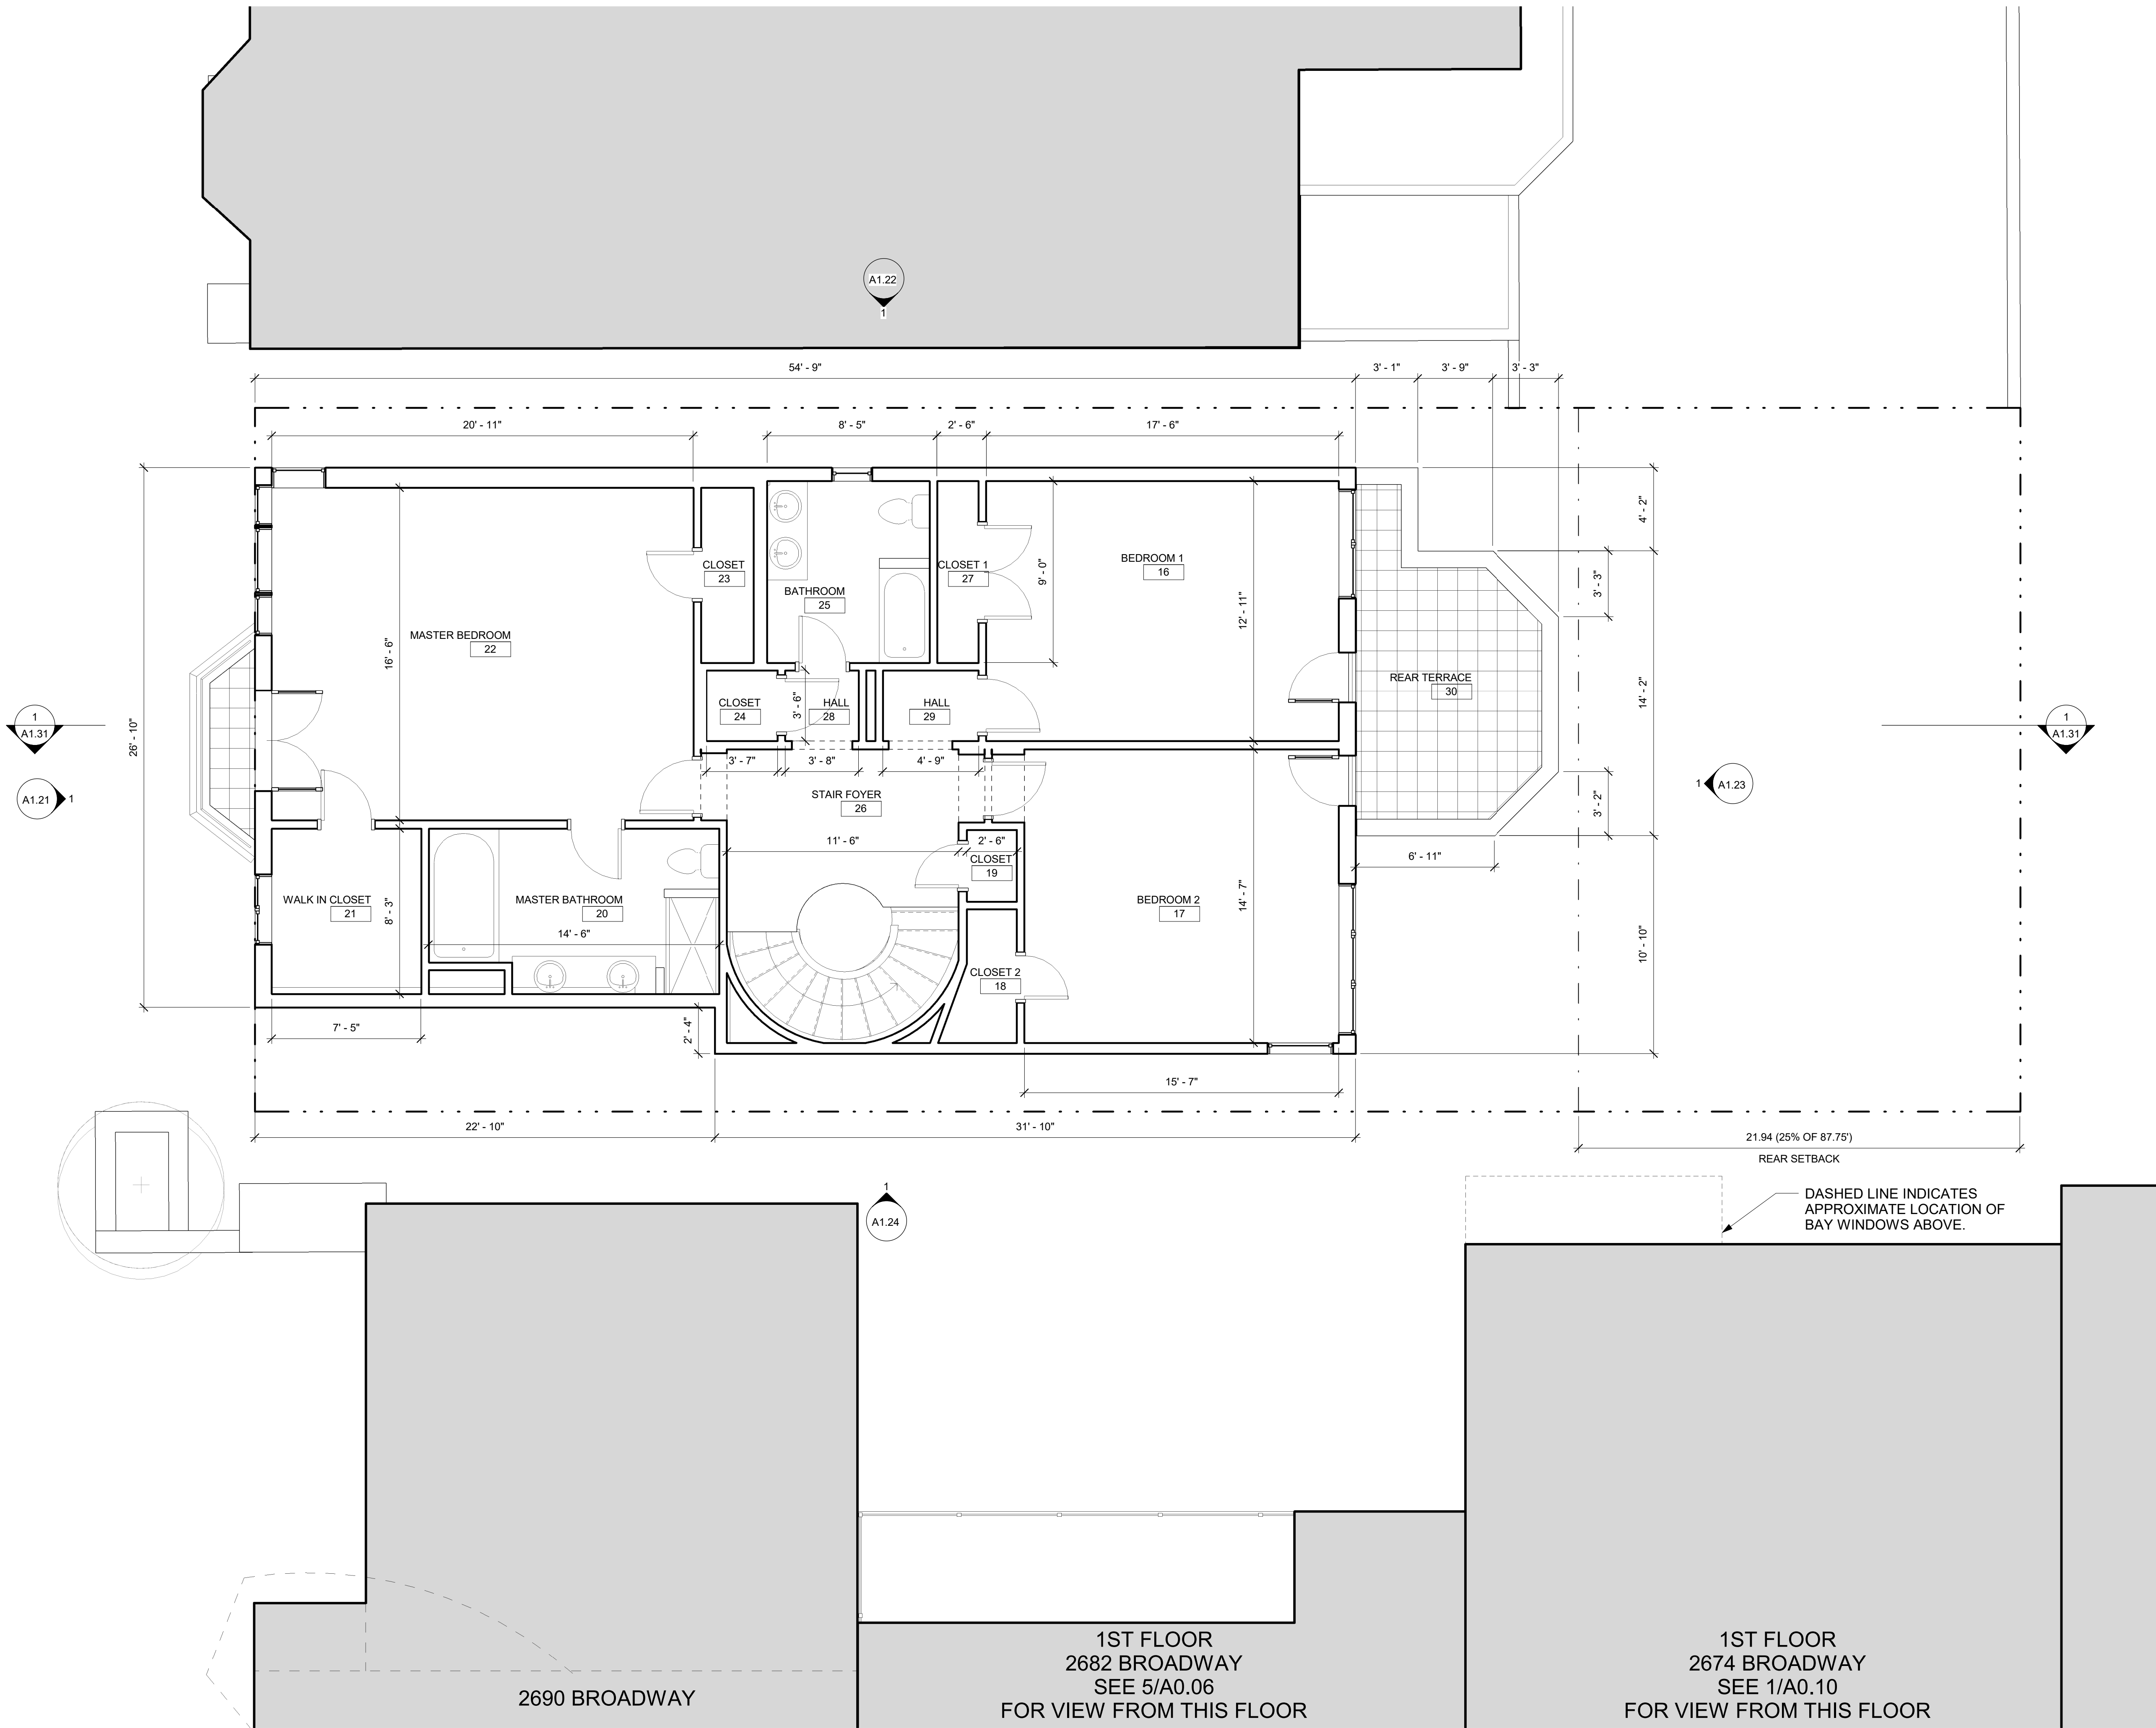 A1.22
1
54' - 9"
3' - 1"
3' - 9"
3' - 3"
20' - 11"
8' - 5"
2' - 6"
17' - 6"
4' - 2"
CLOSET
23
CLOSET 1
27
9' - 0"
BEDROOM 1
16
3' - 3"
BATHROOM
25
12' - 11"
MASTER BEDROOM
22
16' - 6"
REAR TERRACE
30
14' - 2"
CLOSET
24
3' - 6"
HALL
28
HALL
29
1
A1.31
26' - 10"
1
A1.31
3' - 7"
3' - 8"
4' - 9"
A1.21
1
STAIR FOYER
26
1
A1.23
3' - 2"
11' - 6"
2' - 6"
CLOSET
19
6' - 11"
WALK IN CLOSET
21
8' - 3"
MASTER BATHROOM
20
14' - 6"
BEDROOM 2
17
14' - 7"
10' - 10"
CLOSET 2
18
7' - 5"
2' - 4"
15' - 7"
22' - 10"
31' - 10"
21.94 (25% OF 87.75')
REAR SETBACK
1
A1.24
DASHED LINE INDICATES
APPROXIMATE LOCATION OF
BAY WINDOWS ABOVE.
2690 BROADWAY
1ST FLOOR
2682 BROADWAY
SEE 5/A0.06
FOR VIEW FROM THIS FLOOR
1ST FLOOR
2674 BROADWAY
SEE 1/A0.10
FOR VIEW FROM THIS FLOOR